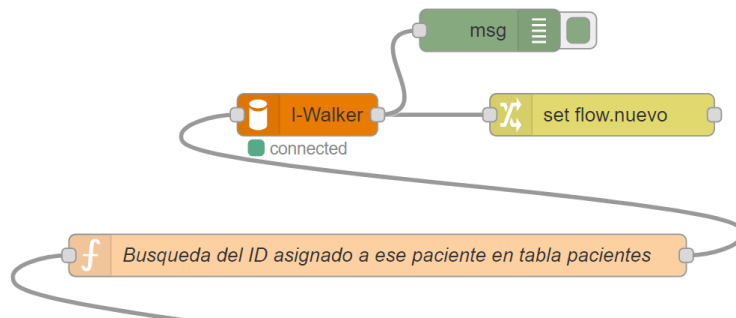 msg
I-Walker
set flow.nuevo
connected
Busqueda del ID asignado a ese paciente en tabla pacientes